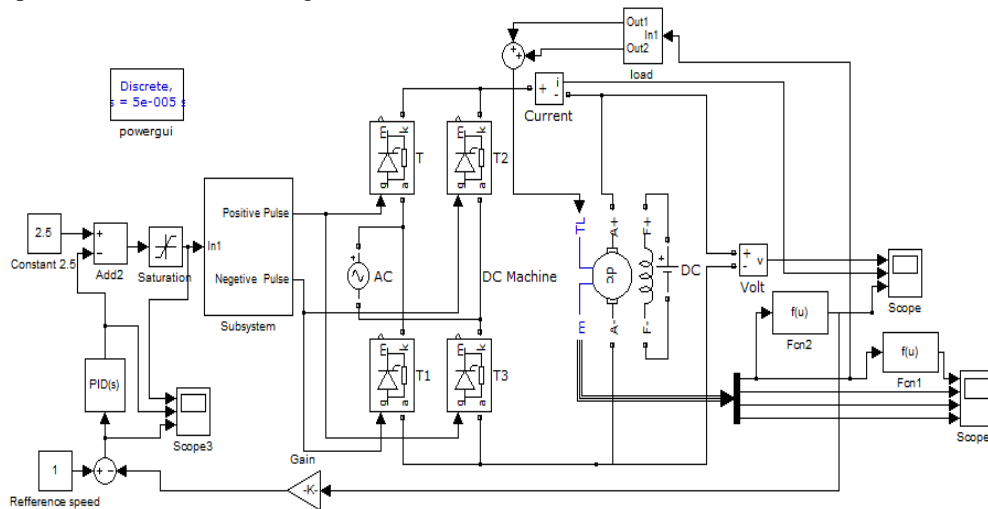 Out1
In1
Out2
load
+
+
Discrete,
s = 5e-005 s
powergui
+
-
i
Current
m
k
g
a
T
m
k
g
a
T2
2.5
Constant 2.5
+
−
Add2
Saturation
In1
Positive Pulse
Negetive Pulse
Subsystem
+
AC
DC Machine
TL
m
A+
A-
dc
F+
F-
+
DC
+
-
v
Volt
Scope
f(u)
Fcn2
f(u)
Fcn1
Scope
PID(s)
Scope3
m
k
g
a
T1
m
k
g
a
T3
Gain
-K-
1
+ −
Refference speed